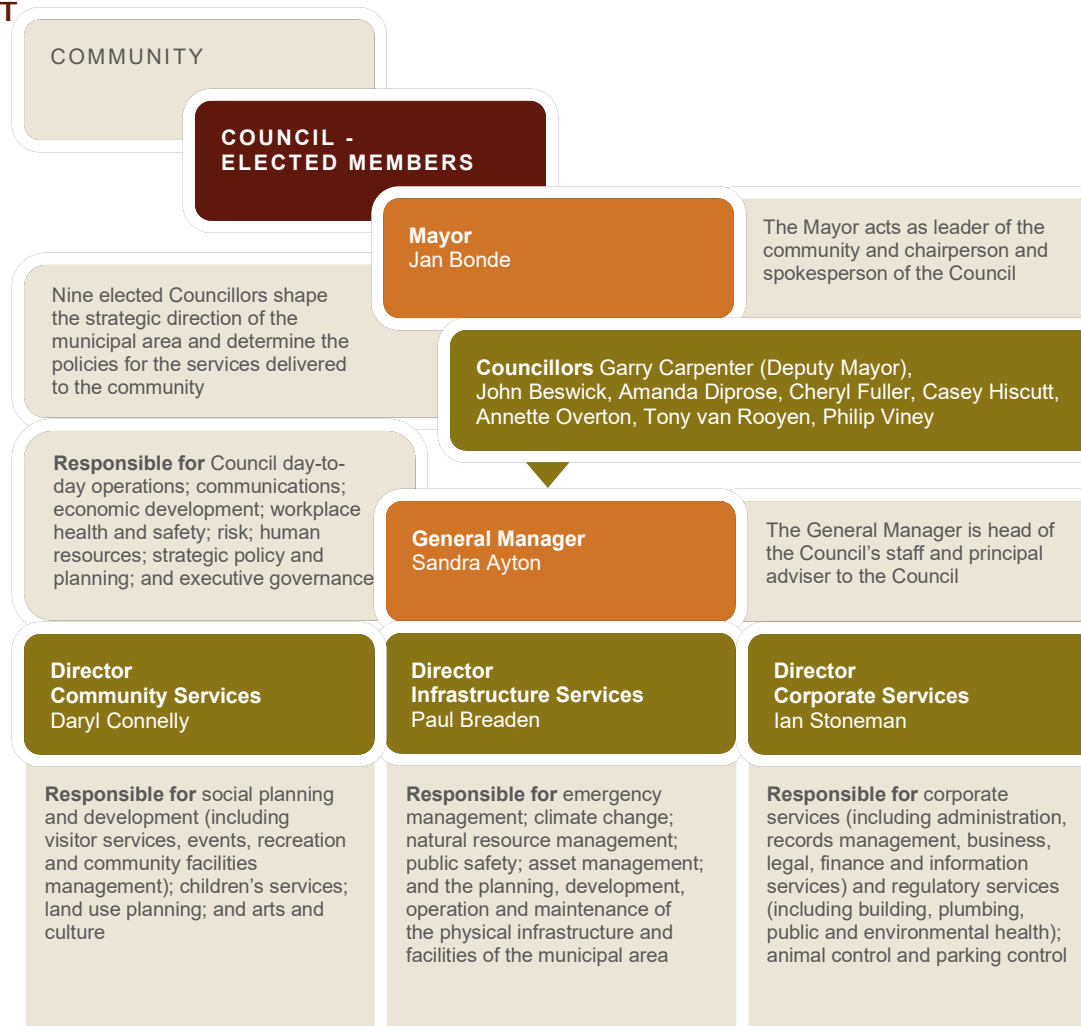 T
COMMUNITY
COUNCIL -
ELECTED MEMBERS
Mayor
Jan Bonde
The Mayor acts as leader of the
community and chairperson and
spokesperson of the Council
Nine elected Councillors shape
the strategic direction of the
municipal area and determine the
policies for the services delivered
to the community
Councillors Garry Carpenter (Deputy Mayor),
John Beswick, Amanda Diprose, Cheryl Fuller, Casey Hiscutt,
Annette Overton, Tony van Rooyen, Philip Viney
Responsible for Council day-to-
day operations; communications;
economic development; workplace
health and safety; risk; human
resources; strategic policy and
planning; and executive governance
General Manager
Sandra Ayton
The General Manager is head of
the Council’s staff and principal
adviser to the Council
Director
Community Services
Daryl Connelly
Director
Infrastructure Services
Paul Breaden
Director
Corporate Services
Ian Stoneman
Responsible for social planning
and development (including
visitor services, events, recreation
and community facilities
management); children’s services;
land use planning; and arts and
culture
Responsible for emergency
management; climate change;
natural resource management;
public safety; asset management;
and the planning, development,
operation and maintenance of
the physical infrastructure and
facilities of the municipal area
Responsible for corporate
services (including administration,
records management, business,
legal, finance and information
services) and regulatory services
(including building, plumbing,
public and environmental health);
animal control and parking control